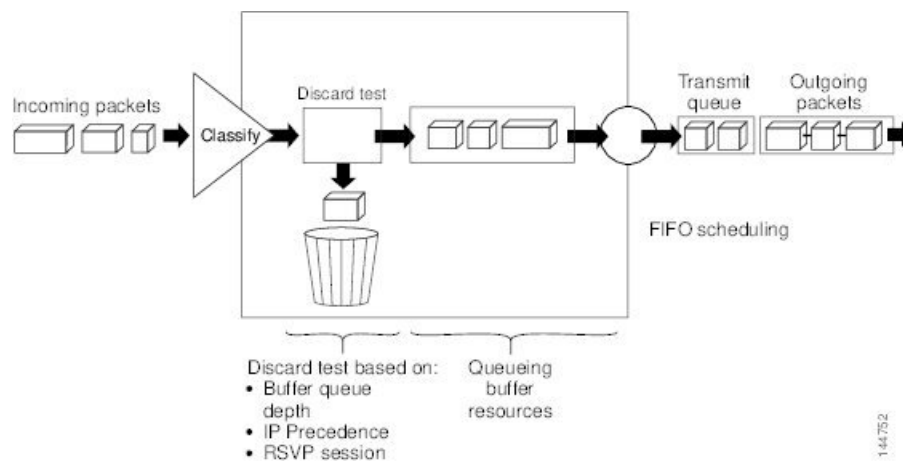 Incoming packets
Classify
Discard test
Transmit
queue
Outgoing
packets
FIFO scheduling
Discard test based on:
• Buffer queue
depth
• IP Precedence
• RSVP session
Queueing
buffer
resources
144752